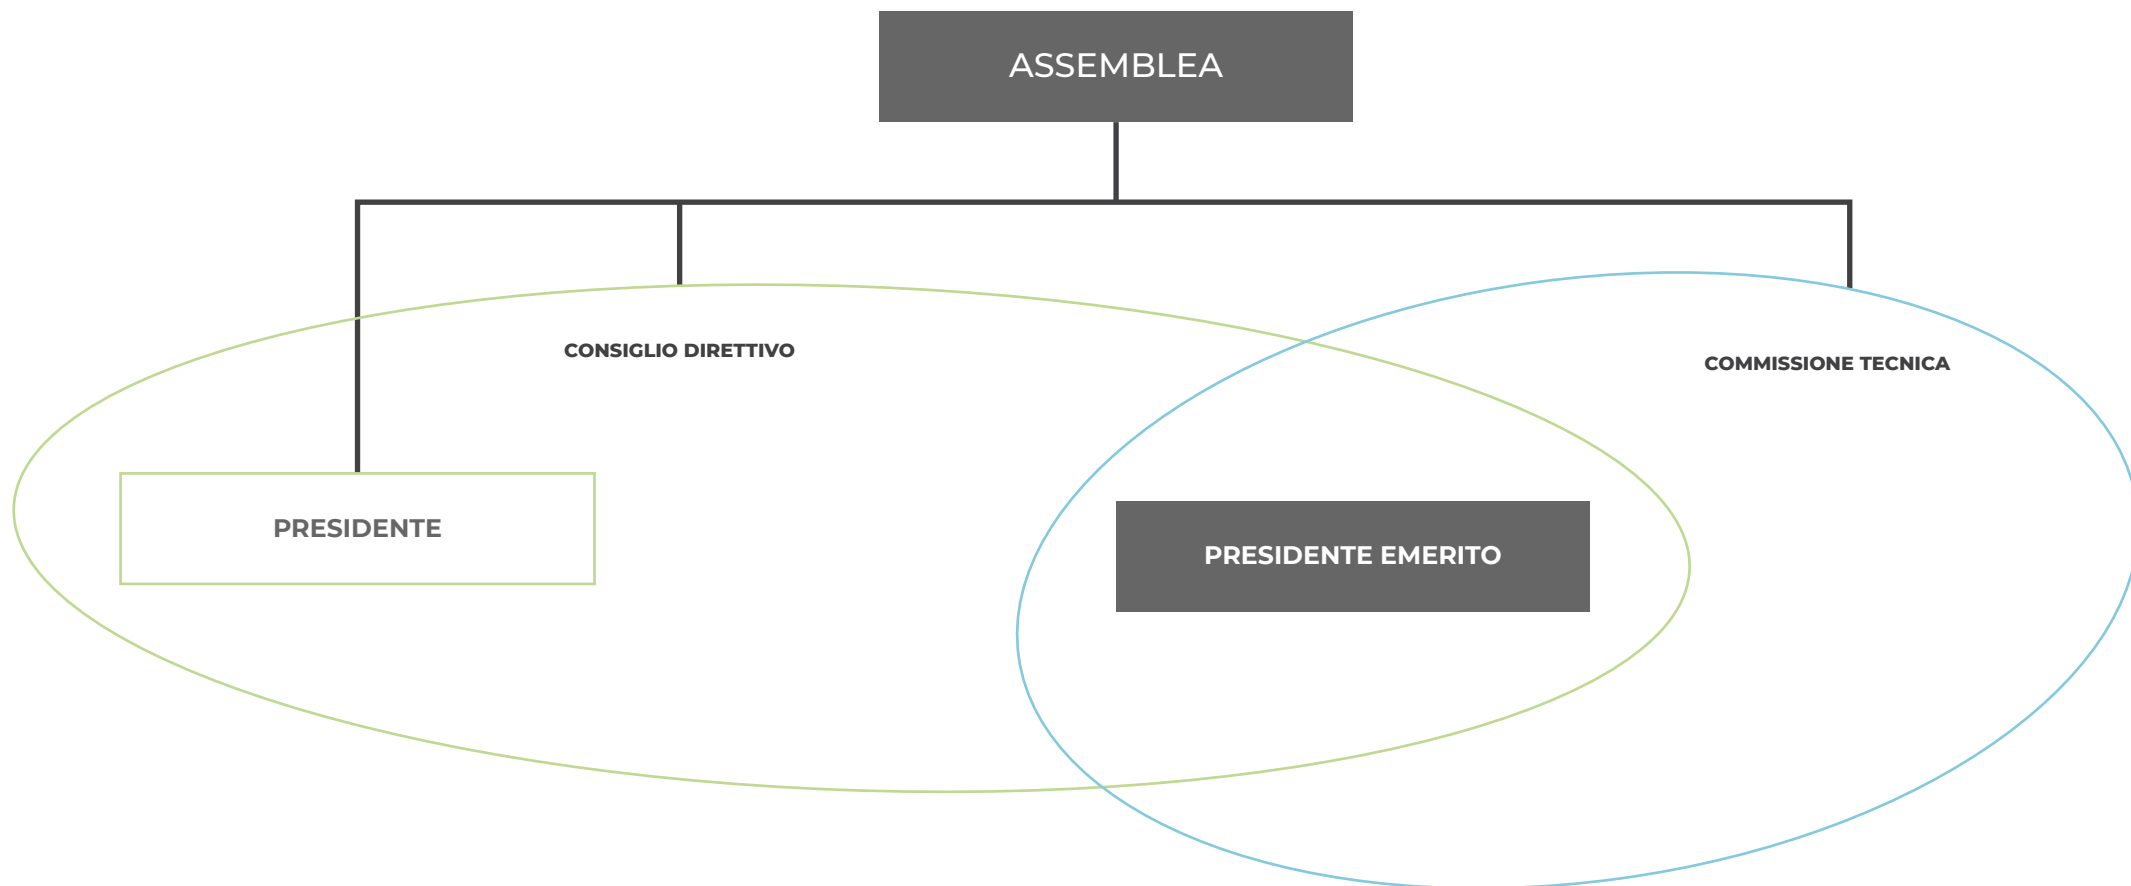 ASSEMBLEA
CONSIGLIO DIRETTIVO
COMMISSIONE TECNICA
PRESIDENTE
PRESIDENTE EMERITO